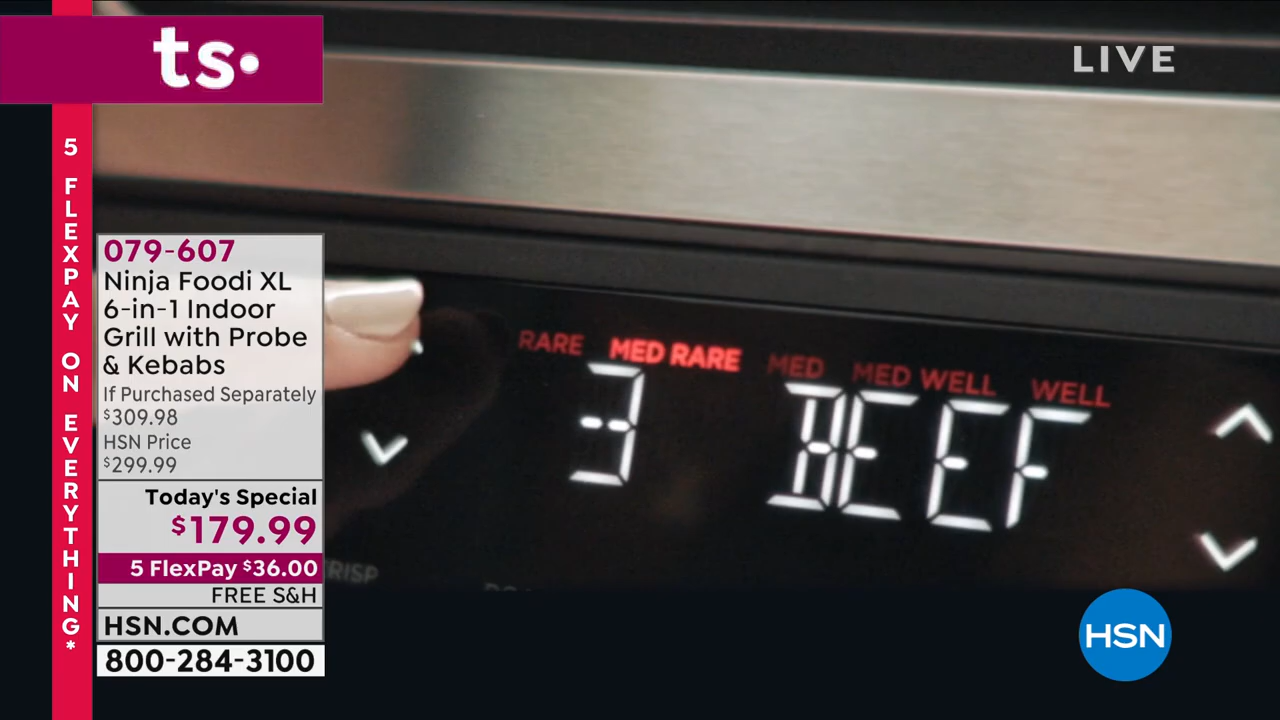 ts.
LIVE
5 FLEXPAY ON EVERYTHING*
079-607
Ninja Foodi XL
6-in-1 Indoor
Grill with Probe
& Kebabs
If Purchased Separately
$309.98
HSN Price
$299.99
Today's Special
$179.99
5 FlexPay $36.00
FREE S&H
HSN.COM
800-284-3100
RARE MED RARE MED MED WELL WELL
3 BEEF
HSN